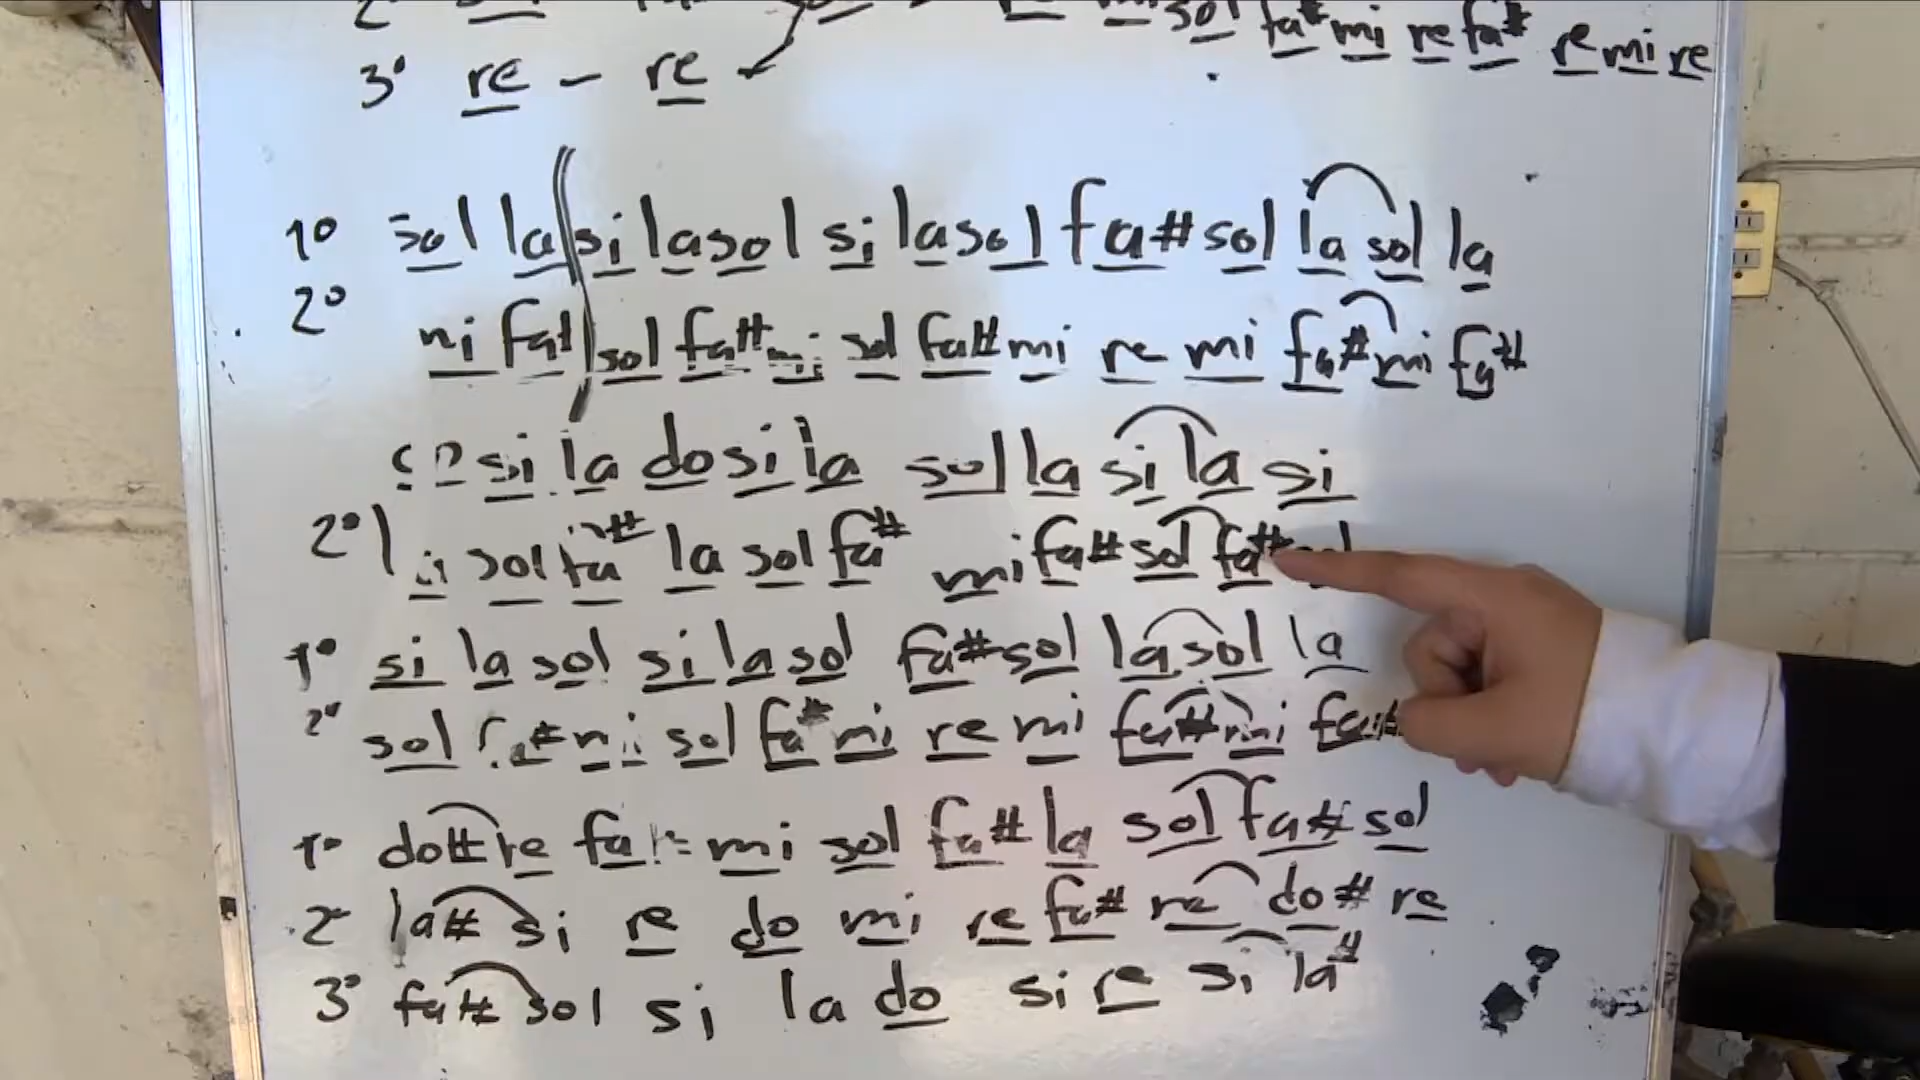 sol fa# mi re fa# re mi re
3° re - re
1° sol la si la sol si la sol fa# sol la sol la
2° mi fa# sol fa# mi sol fa# mi re mi fa# mi fa#
si la do si la sol la si la si
2° sol fa# la sol fa# mi fa# sol fa#
1° si la sol si la sol fa# sol la sol la
2° sol fa# mi sol fa# mi re mi fa# mi fa#
1° do# re fa# mi sol fa# la sol fa# sol
2° la# si re do mi re fa# re do# re
3° fa# sol si la do si re si la#